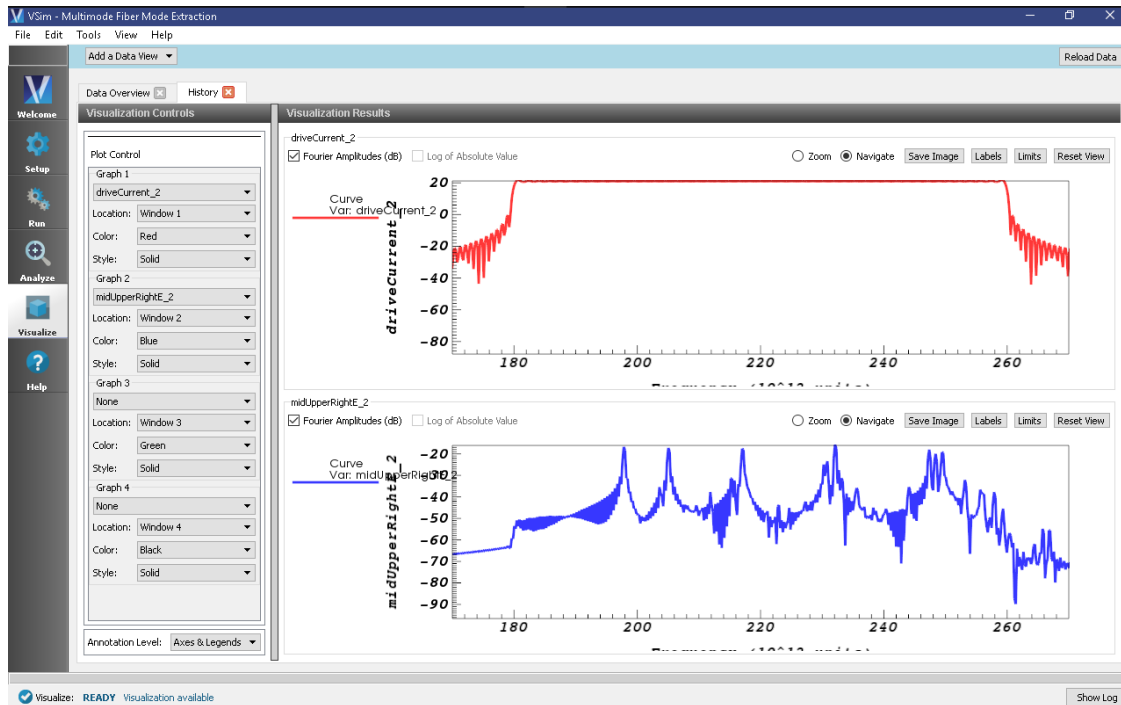 VSim - Multimode Fiber Mode Extraction
File Edit Tools View Help
Add a Data View
Reload Data
Welcome
Setup
Run
Analyze
Visualize
Help
Data Overview
History
Visualization Controls
Plot Control
Graph 1
driveCurrent_2
Location: Window 1
Color: Red
Style: Solid
Graph 2
midUpperRightE_2
Location: Window 2
Color: Blue
Style: Solid
Graph 3
None
Location: Window 3
Color: Green
Style: Solid
Graph 4
None
Location: Window 4
Color: Black
Style: Solid
Annotation Level: Axes & Legends
Visualization Results
driveCurrent_2
Fourier Amplitudes (dB) Log of Absolute Value
Zoom Navigate Save Image Labels Limits Reset View
Curve
Var: driveCurrent_2
driveCurrent_2
20
0
-20
-40
-60
-80
180 200 220 240 260
midUpperRightE_2
Fourier Amplitudes (dB) Log of Absolute Value
Zoom Navigate Save Image Labels Limits Reset View
Curve
Var: midUpperRightE_2
midUpperRightE_2
-20
-30
-40
-50
-60
-70
-80
-90
180 200 220 240 260
Visualize: READY Visualization available
Show Log